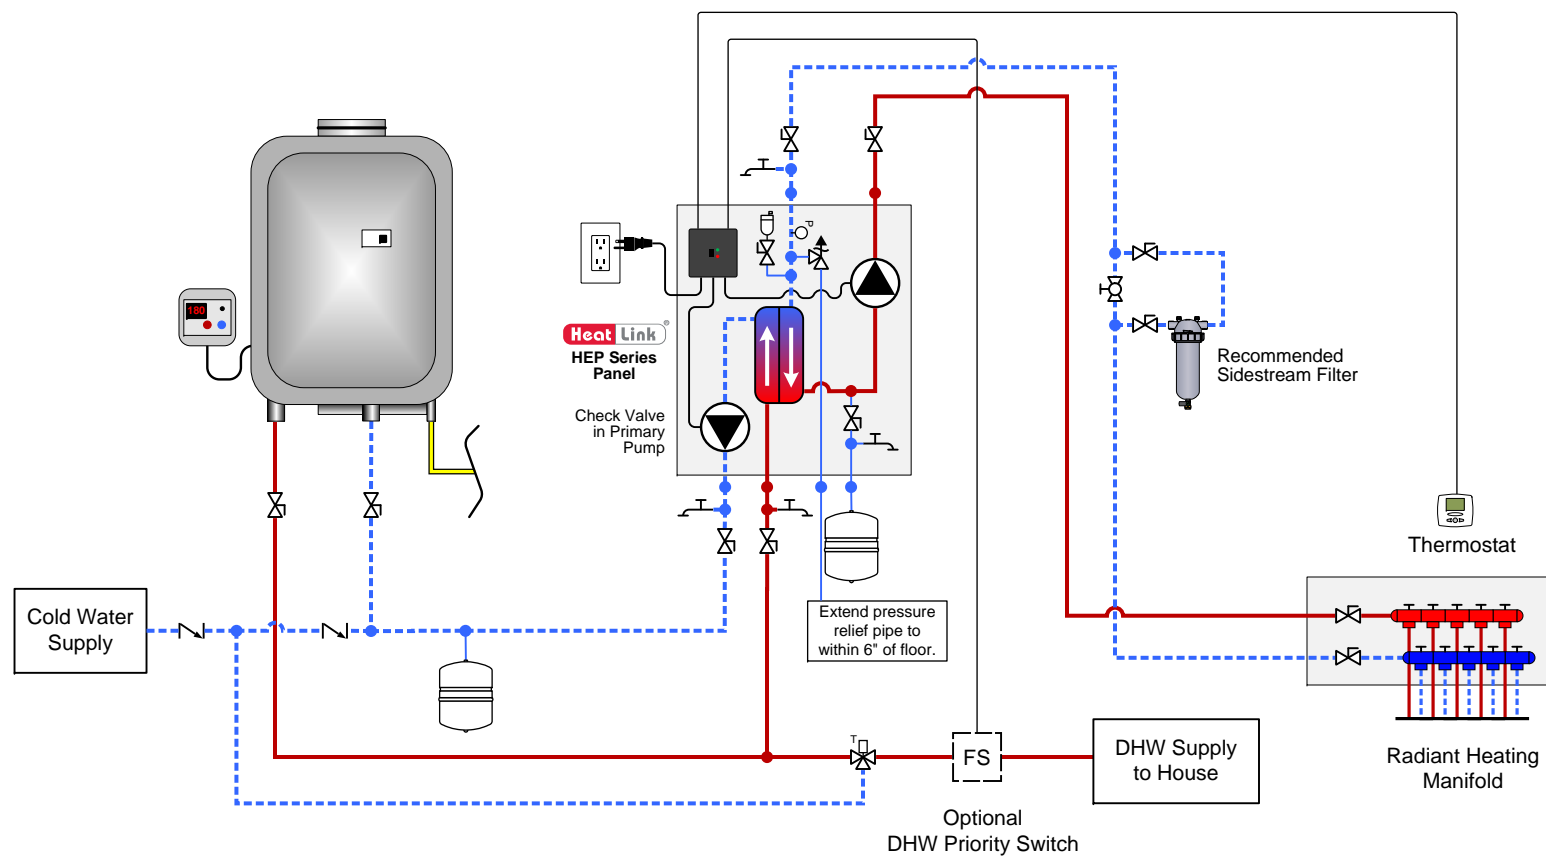 P
180
Heat Link®
HEP Series
Panel
Check Valve
in Primary
Pump
Recommended
Sidestream Filter
Thermostat
Cold Water
Supply
Extend pressure
relief pipe to
within 6" of floor.
T
FS
DHW Supply
to House
Radiant Heating
Manifold
Optional
DHW Priority Switch